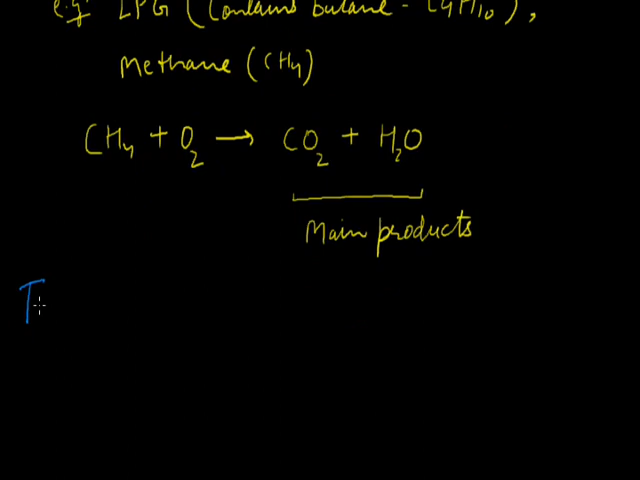 e.g. LPG (Contains butane - C4H10),
Methane (CH4)
CH4 + O2 → CO2 + H2O
Main products
T